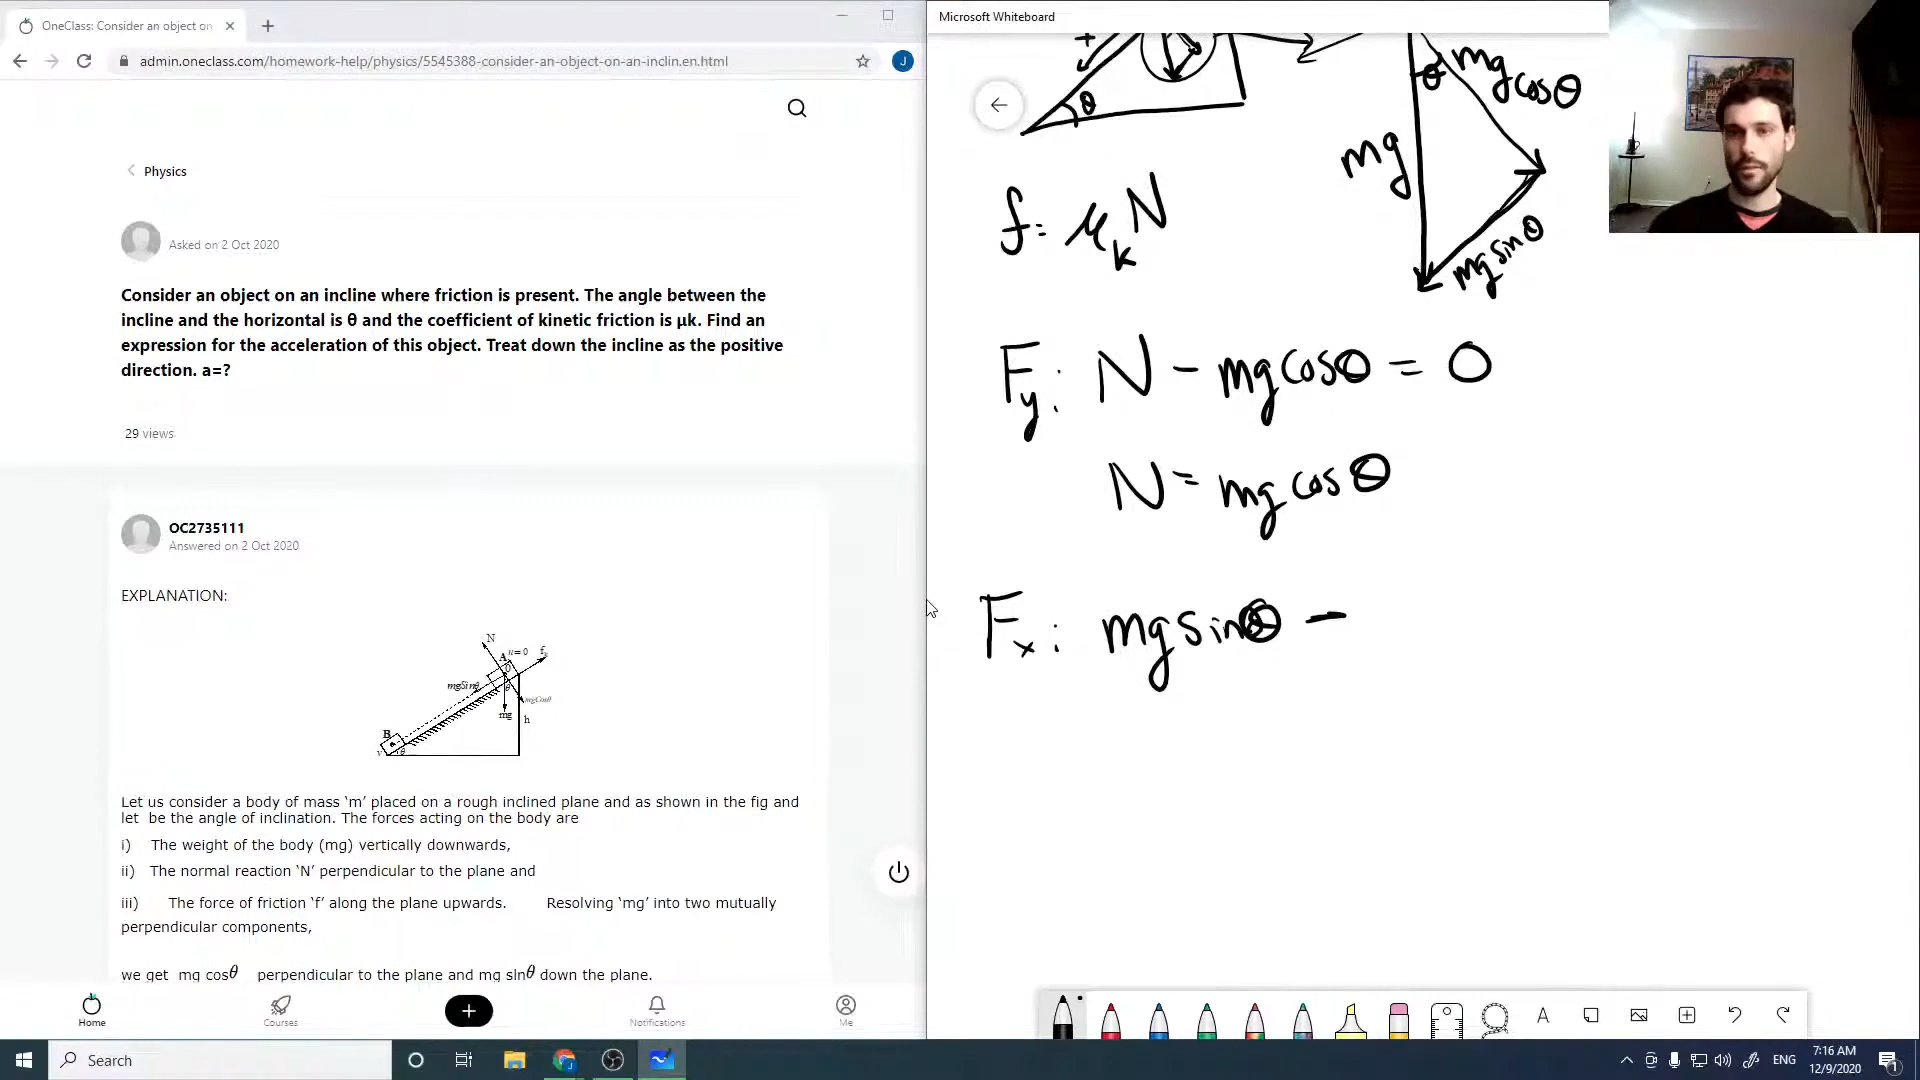 OneClass: Consider an object on
admin.oneclass.com/homework-help/physics/5545388-consider-an-object-on-an-inclin.en.html
J
Physics
Asked on 2 Oct 2020
Consider an object on an incline where friction is present. The angle between the
incline and the horizontal is θ and the coefficient of kinetic friction is μk. Find an
expression for the acceleration of this object. Treat down the incline as the positive
direction. a=?
29 views
OC2735111
Answered on 2 Oct 2020
EXPLANATION:
N
A
u=0
mgSinθ
θ
mgCosθ
mg
h
B
v
θ
Let us consider a body of mass ‘m’ placed on a rough inclined plane and as shown in the fig and
let be the angle of inclination. The forces acting on the body are
i) The weight of the body (mg) vertically downwards,
ii) The normal reaction ‘N’ perpendicular to the plane and
iii) The force of friction ‘f’ along the plane upwards. Resolving ‘mg’ into two mutually
perpendicular components,
we get mg cosθ perpendicular to the plane and mg slnθ down the plane.
Home
Courses
Notifications
Me
Microsoft Whiteboard
+
θ
θ
mg cosθ
mg
mg sinθ
f = μk N
Fy: N - mg cosθ = 0
N = mg cosθ
Fx: mg sinθ -
A
Search
ENG
7:16 AM
12/9/2020
1